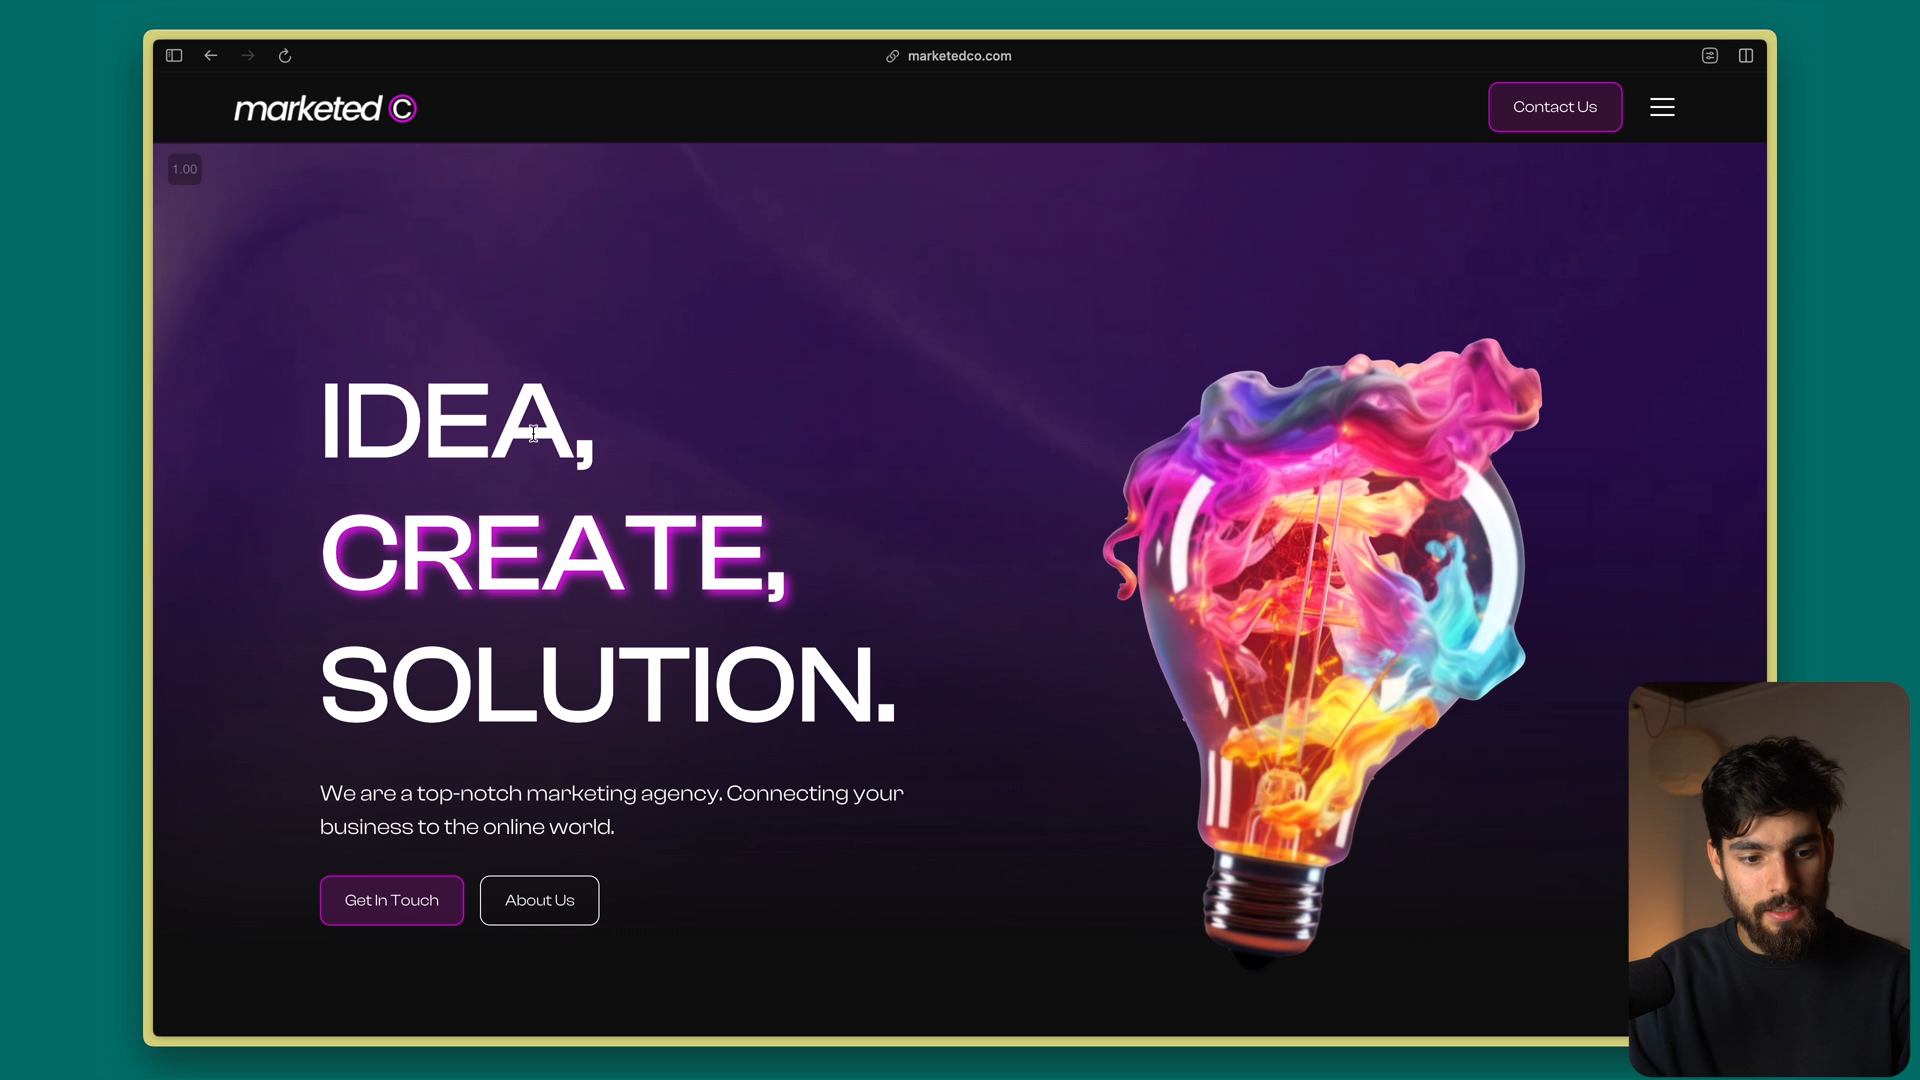 marketedco.com
marketed C
Contact Us
1.00
IDEA,
CREATE,
SOLUTION.
We are a top-notch marketing agency. Connecting your
business to the online world.
Get In Touch
About Us